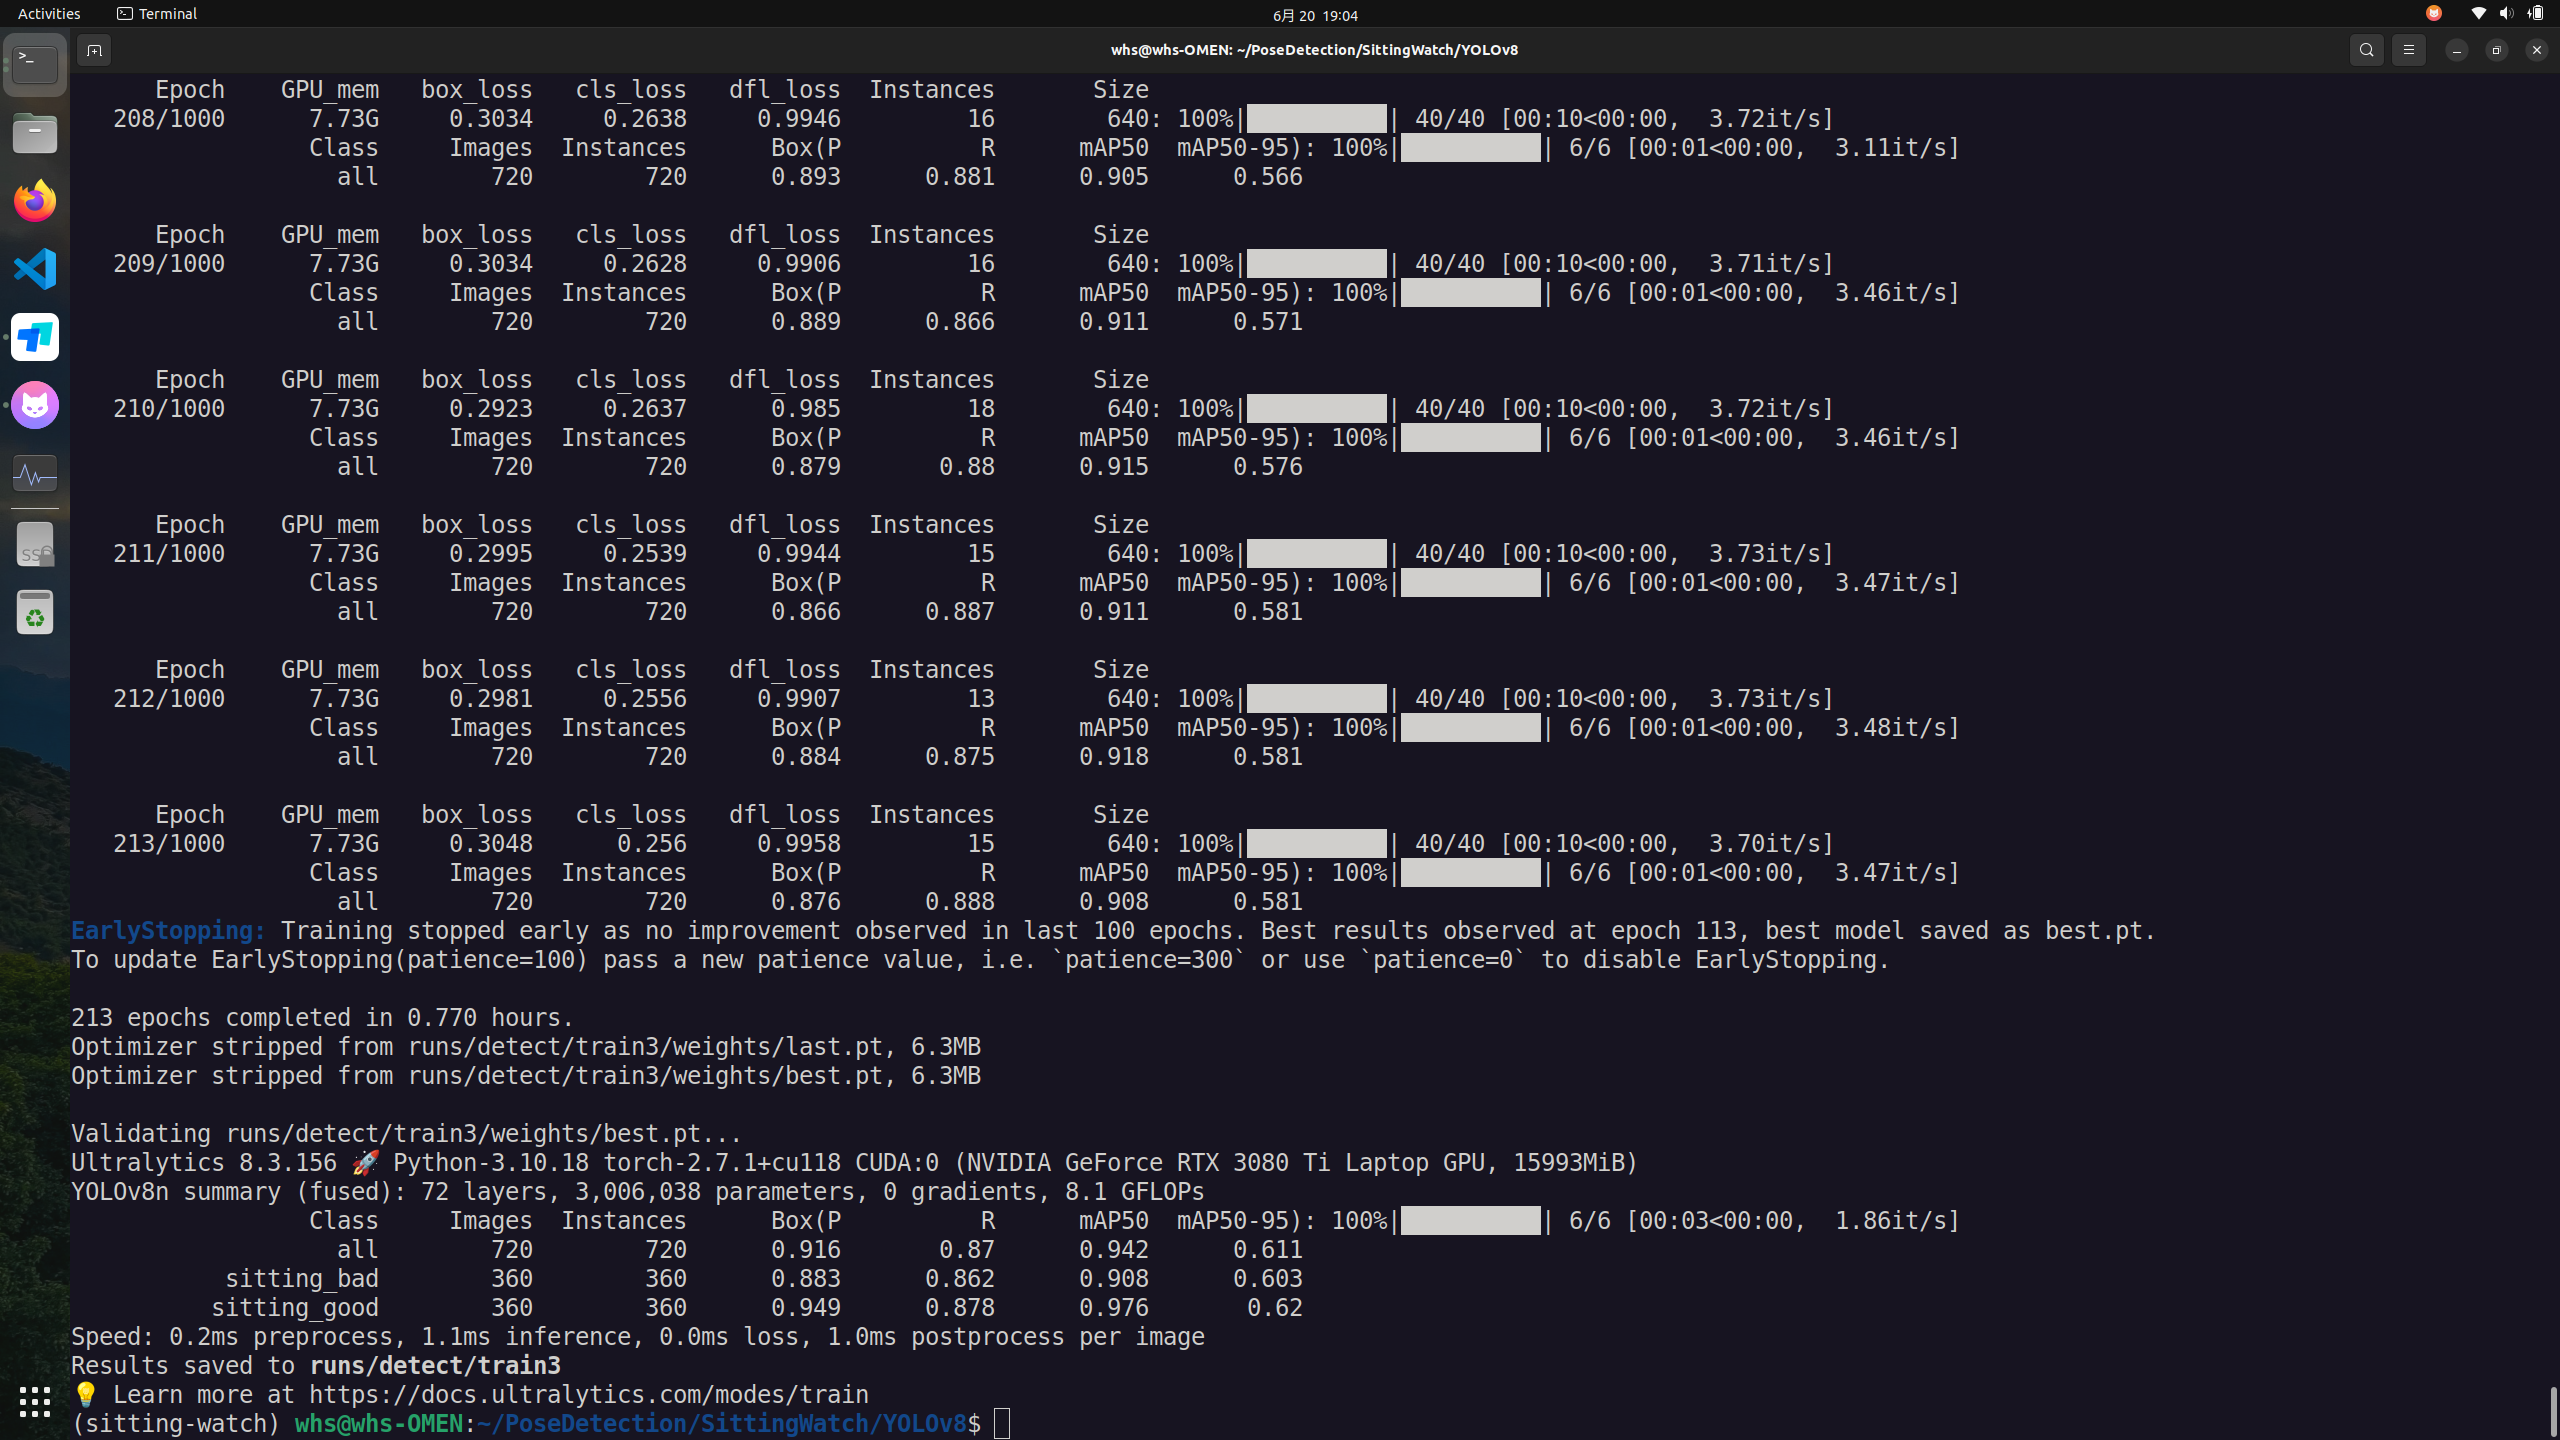 Activities Terminal 6月 20 19:04
whs@whs-OMEN: ~/PoseDetection/SittingWatch/YOLOv8
Epoch GPU_mem box_loss cls_loss dfl_loss Instances Size
208/1000 7.73G 0.3034 0.2638 0.9946 16 640: 100%|██████████| 40/40 [00:10<00:00, 3.72it/s]
Class Images Instances Box(P R mAP50 mAP50-95): 100%|██████████| 6/6 [00:01<00:00, 3.11it/s]
all 720 720 0.893 0.881 0.905 0.566
Epoch GPU_mem box_loss cls_loss dfl_loss Instances Size
209/1000 7.73G 0.3034 0.2628 0.9906 16 640: 100%|██████████| 40/40 [00:10<00:00, 3.71it/s]
Class Images Instances Box(P R mAP50 mAP50-95): 100%|██████████| 6/6 [00:01<00:00, 3.46it/s]
all 720 720 0.889 0.866 0.911 0.571
Epoch GPU_mem box_loss cls_loss dfl_loss Instances Size
210/1000 7.73G 0.2923 0.2637 0.985 18 640: 100%|██████████| 40/40 [00:10<00:00, 3.72it/s]
Class Images Instances Box(P R mAP50 mAP50-95): 100%|██████████| 6/6 [00:01<00:00, 3.46it/s]
all 720 720 0.879 0.88 0.915 0.576
Epoch GPU_mem box_loss cls_loss dfl_loss Instances Size
211/1000 7.73G 0.2995 0.2539 0.9944 15 640: 100%|██████████| 40/40 [00:10<00:00, 3.73it/s]
Class Images Instances Box(P R mAP50 mAP50-95): 100%|██████████| 6/6 [00:01<00:00, 3.47it/s]
all 720 720 0.866 0.887 0.911 0.581
Epoch GPU_mem box_loss cls_loss dfl_loss Instances Size
212/1000 7.73G 0.2981 0.2556 0.9907 13 640: 100%|██████████| 40/40 [00:10<00:00, 3.73it/s]
Class Images Instances Box(P R mAP50 mAP50-95): 100%|██████████| 6/6 [00:01<00:00, 3.48it/s]
all 720 720 0.884 0.875 0.918 0.581
Epoch GPU_mem box_loss cls_loss dfl_loss Instances Size
213/1000 7.73G 0.3048 0.256 0.9958 15 640: 100%|██████████| 40/40 [00:10<00:00, 3.70it/s]
Class Images Instances Box(P R mAP50 mAP50-95): 100%|██████████| 6/6 [00:01<00:00, 3.47it/s]
all 720 720 0.876 0.888 0.908 0.581
EarlyStopping: Training stopped early as no improvement observed in last 100 epochs. Best results observed at epoch 113, best model saved as best.pt.
To update EarlyStopping(patience=100) pass a new patience value, i.e. `patience=300` or use `patience=0` to disable EarlyStopping.
213 epochs completed in 0.770 hours.
Optimizer stripped from runs/detect/train3/weights/last.pt, 6.3MB
Optimizer stripped from runs/detect/train3/weights/best.pt, 6.3MB
Validating runs/detect/train3/weights/best.pt...
Ultralytics 8.3.156 🚀 Python-3.10.18 torch-2.7.1+cu118 CUDA:0 (NVIDIA GeForce RTX 3080 Ti Laptop GPU, 15993MiB)
YOLOv8n summary (fused): 72 layers, 3,006,038 parameters, 0 gradients, 8.1 GFLOPs
Class Images Instances Box(P R mAP50 mAP50-95): 100%|██████████| 6/6 [00:03<00:00, 1.86it/s]
all 720 720 0.916 0.87 0.942 0.611
sitting_bad 360 360 0.883 0.862 0.908 0.603
sitting_good 360 360 0.949 0.878 0.976 0.62
Speed: 0.2ms preprocess, 1.1ms inference, 0.0ms loss, 1.0ms postprocess per image
Results saved to runs/detect/train3
💡 Learn more at https://docs.ultralytics.com/modes/train
(sitting-watch) whs@whs-OMEN:~/PoseDetection/SittingWatch/YOLOv8$